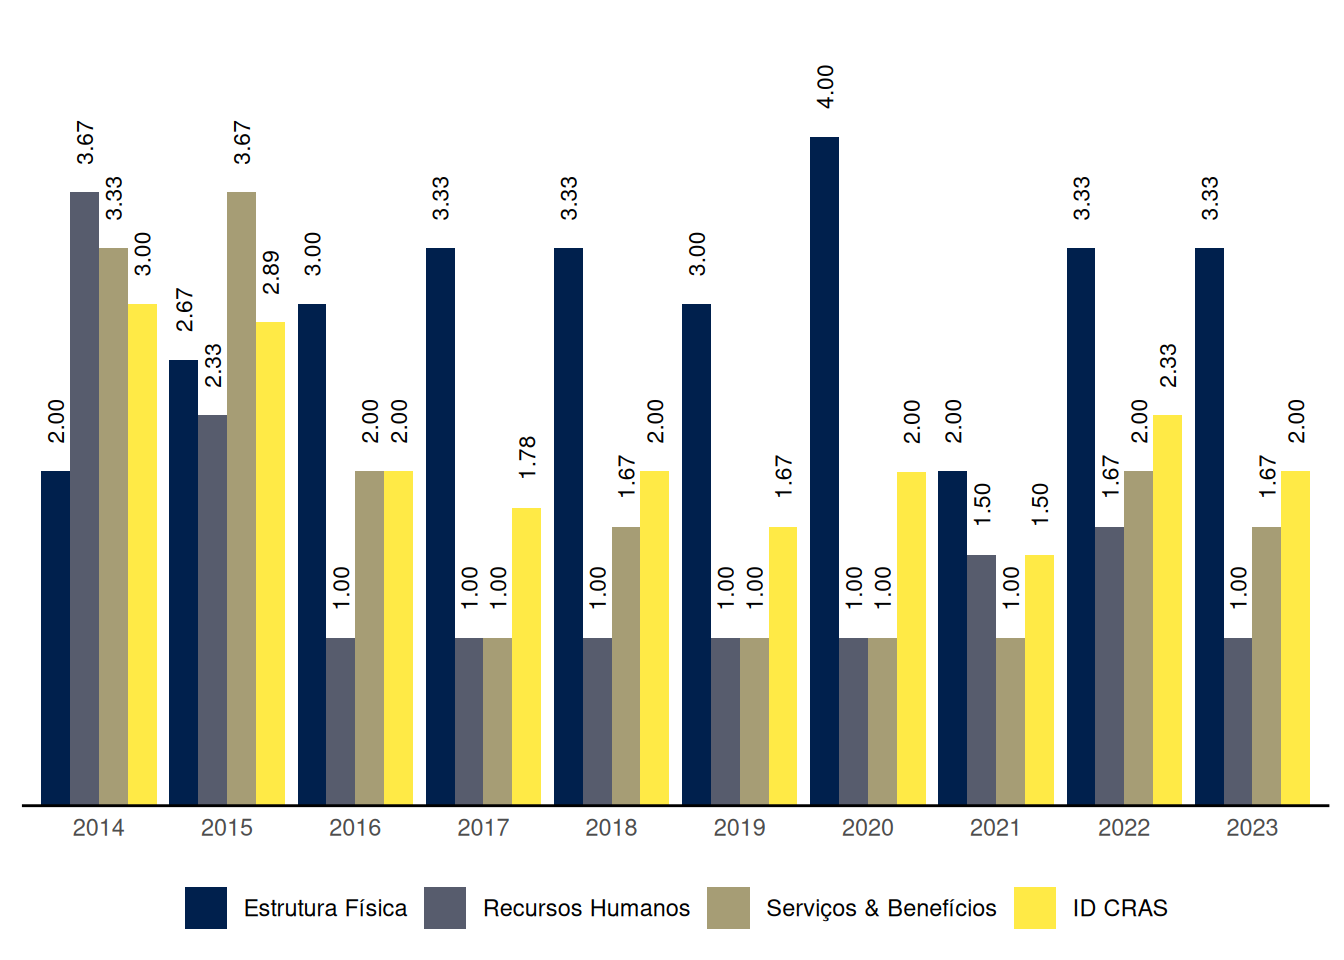 2.00 3.67 3.33 3.00
2.67 2.33 3.67 2.89
3.00 1.00 2.00 2.00
3.33 1.00 1.00 1.78
3.33 1.00 1.67 2.00
3.00 1.00 1.00 1.67
4.00 1.00 1.00 2.00
2.00 1.50 1.00 1.50
3.33 1.67 2.00 2.33
3.33 1.00 1.67 2.00
2014 2015 2016 2017 2018 2019 2020 2021 2022 2023
Estrutura Física Recursos Humanos Serviços & Benefícios ID CRAS